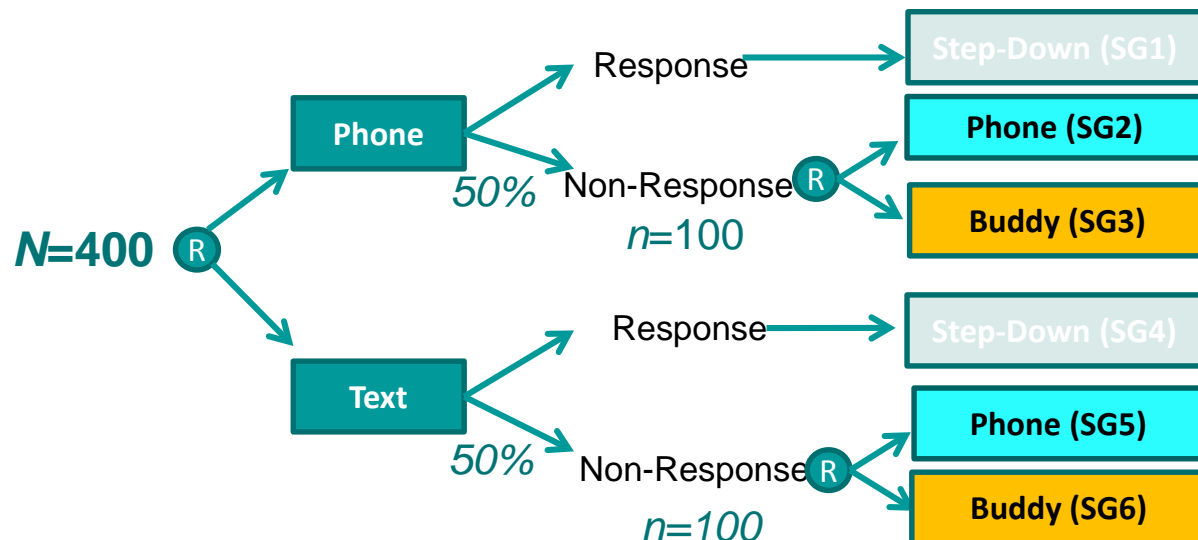 Response
Step-Down (SG1)
Phone
Phone (SG2)
50%
Non-Response
R
n=100
Buddy (SG3)
N=400
R
Response
Step-Down (SG4)
Text
Phone (SG5)
50%
Non-Response
R
n=100
Buddy (SG6)